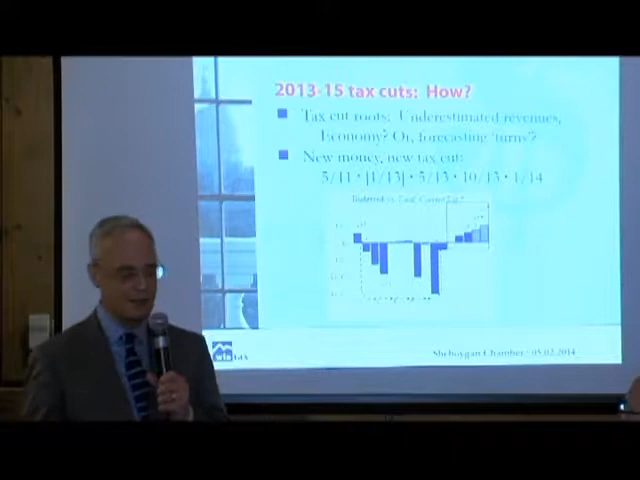 2013-15 tax cuts: How?
Tax cut roots: Underestimated revenues,
Economy? Or, forecasting 'turns'?
New money, new tax cut:
5/11 • [1/13] • 5/13 • 10/13 • 1/14
wistax
Sheboygan Chamber • 05.02.2014